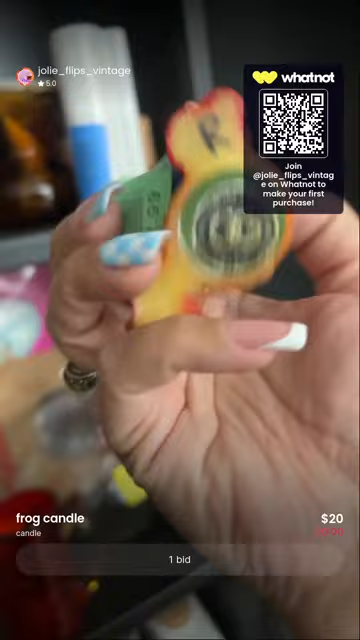 jolie_flips_vintage
★ 5.0
whatnot
Join
@jolie_flips_vintag
e on Whatnot to
make your first
purchase!
frog candle
$20
candle
1 bid